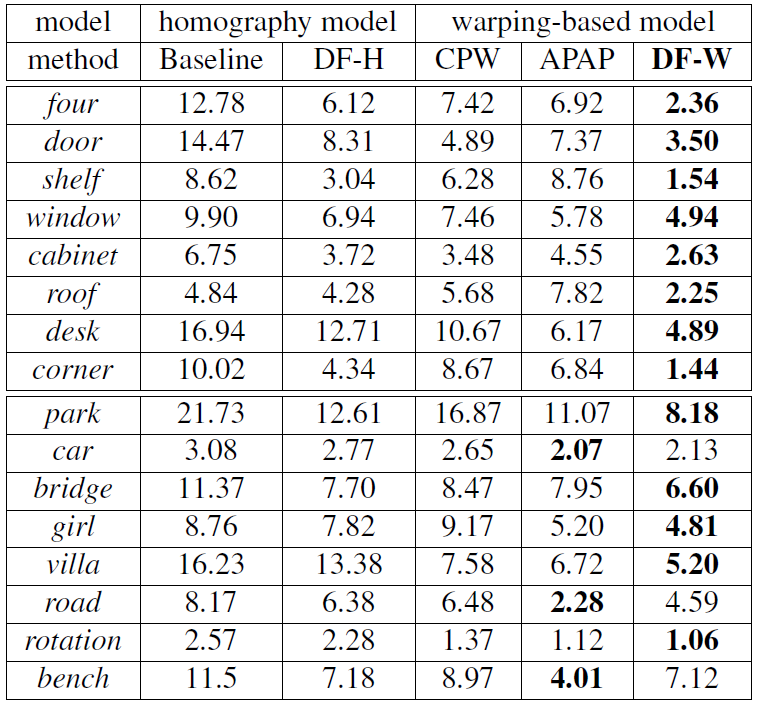 model homography model warping-based model
method Baseline DF-H CPW APAP DF-W
four 12.78 6.12 7.42 6.92 2.36
door 14.47 8.31 4.89 7.37 3.50
shelf 8.62 3.04 6.28 8.76 1.54
window 9.90 6.94 7.46 5.78 4.94
cabinet 6.75 3.72 3.48 4.55 2.63
roof 4.84 4.28 5.68 7.82 2.25
desk 16.94 12.71 10.67 6.17 4.89
corner 10.02 4.34 8.67 6.84 1.44
park 21.73 12.61 16.87 11.07 8.18
car 3.08 2.77 2.65 2.07 2.13
bridge 11.37 7.70 8.47 7.95 6.60
girl 8.76 7.82 9.17 5.20 4.81
villa 16.23 13.38 7.58 6.72 5.20
road 8.17 6.38 6.48 2.28 4.59
rotation 2.57 2.28 1.37 1.12 1.06
bench 11.5 7.18 8.97 4.01 7.12